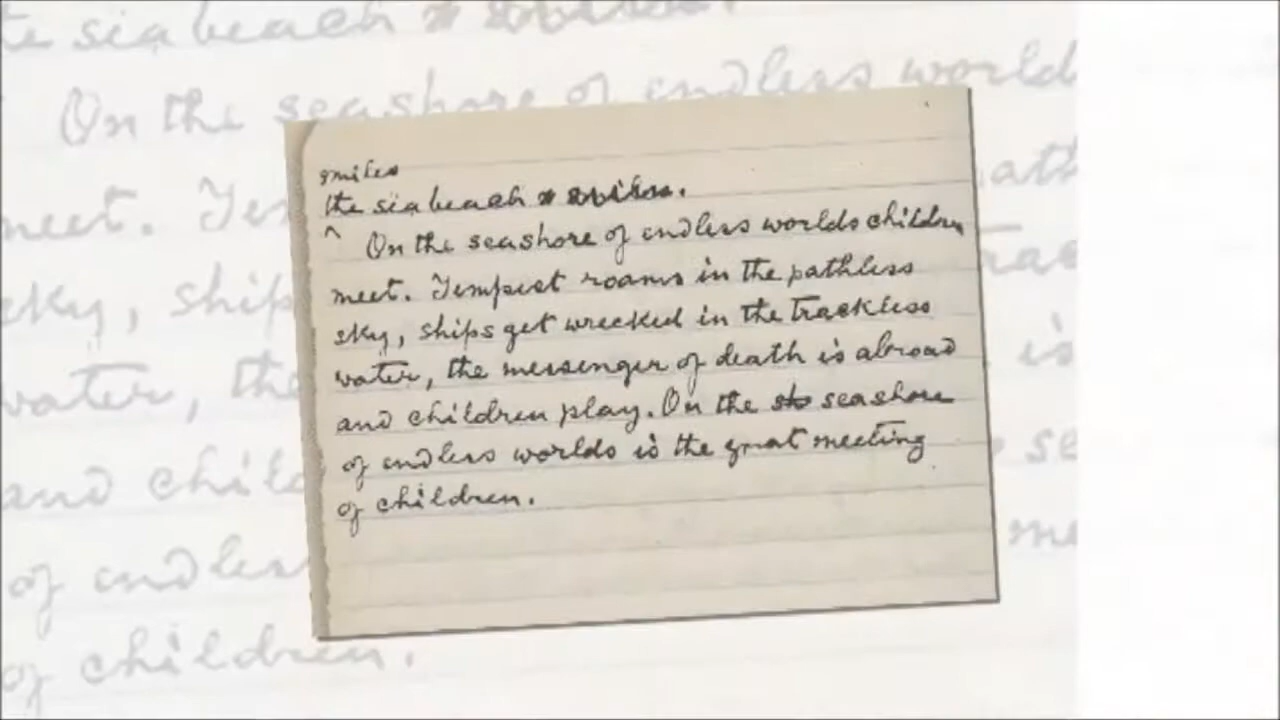 smiles
the sea beach.
^ On the seashore of endless worlds children
meet. Tempest roams in the pathless
sky, ships get wrecked in the trackless
water, the messenger of death is abroad
and children play. On the seashore
of endless worlds is the great meeting
of children.